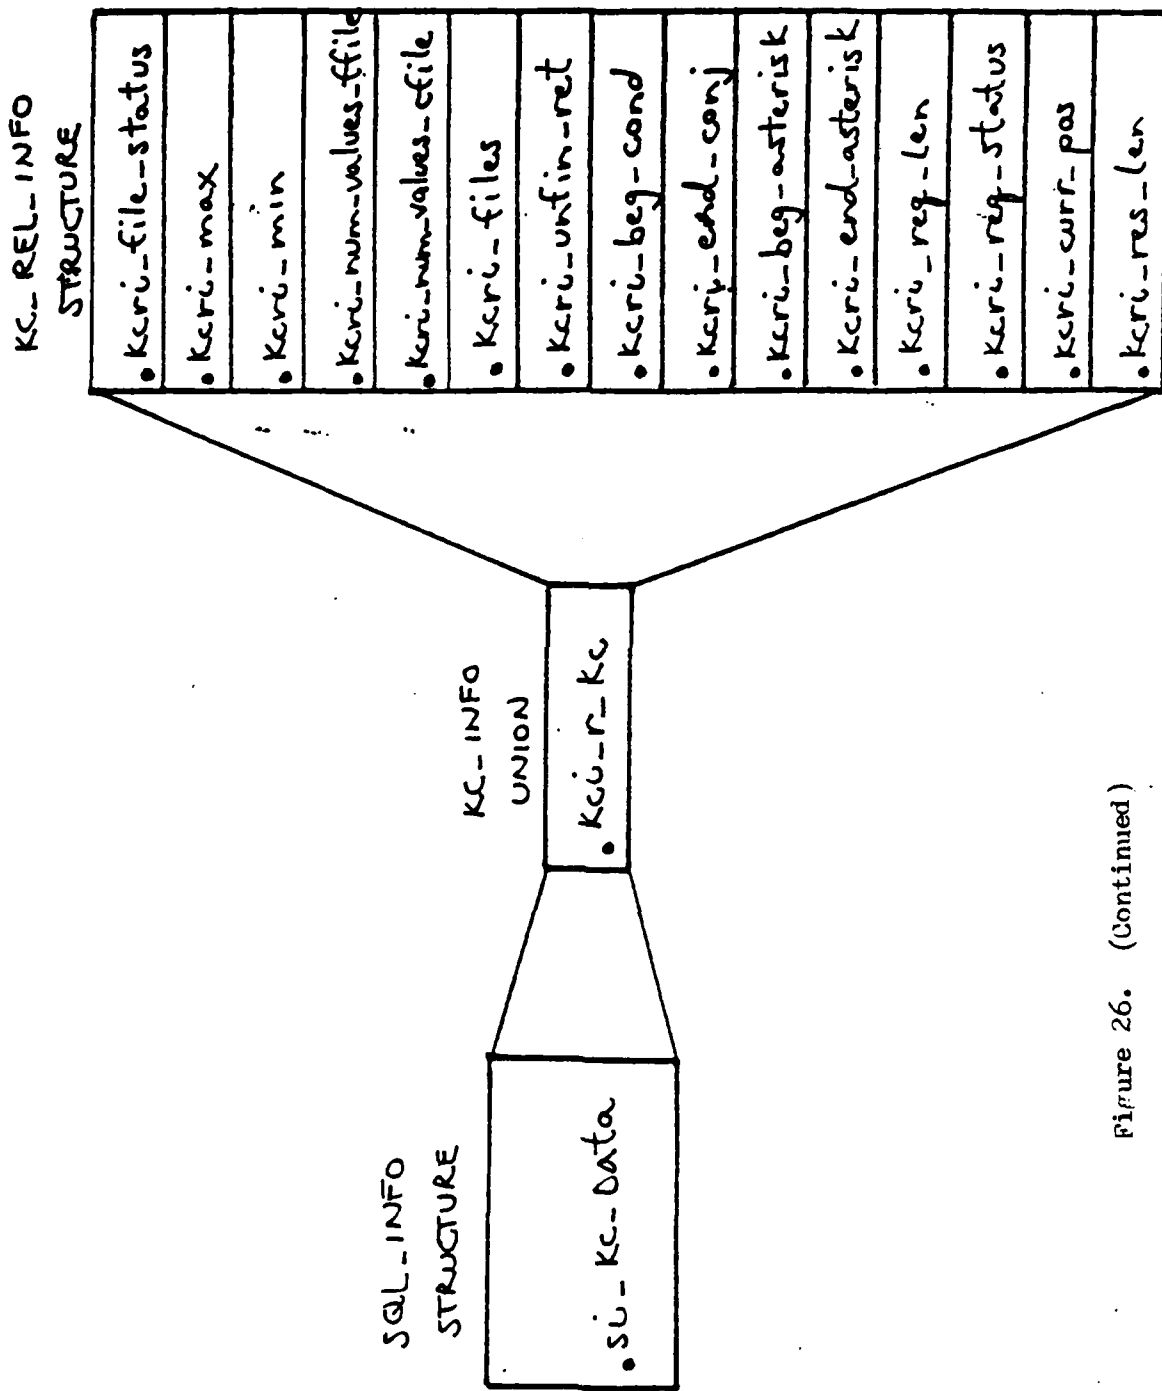 SQL_INFO
STRUCTURE
.si_kc_Data
KC_INFO
UNION
.kci_r_kc
KC_REL_INFO
STRUCTURE
.kcri_file_status
.kcri_max
.kcri_min
.kcri_num_values_ffile
.kcri_num_values_cfile
.kcri_files
.kcri_unfin_ret
.kcri_beg_cond
.kcri_end_conj
.kcri_beg_asterisk
.kcri_end_asterisk
.kcri_req_len
.kcri_req_status
.kcri_curr_pos
.kcri_res_len
Figure 26. (Continued)